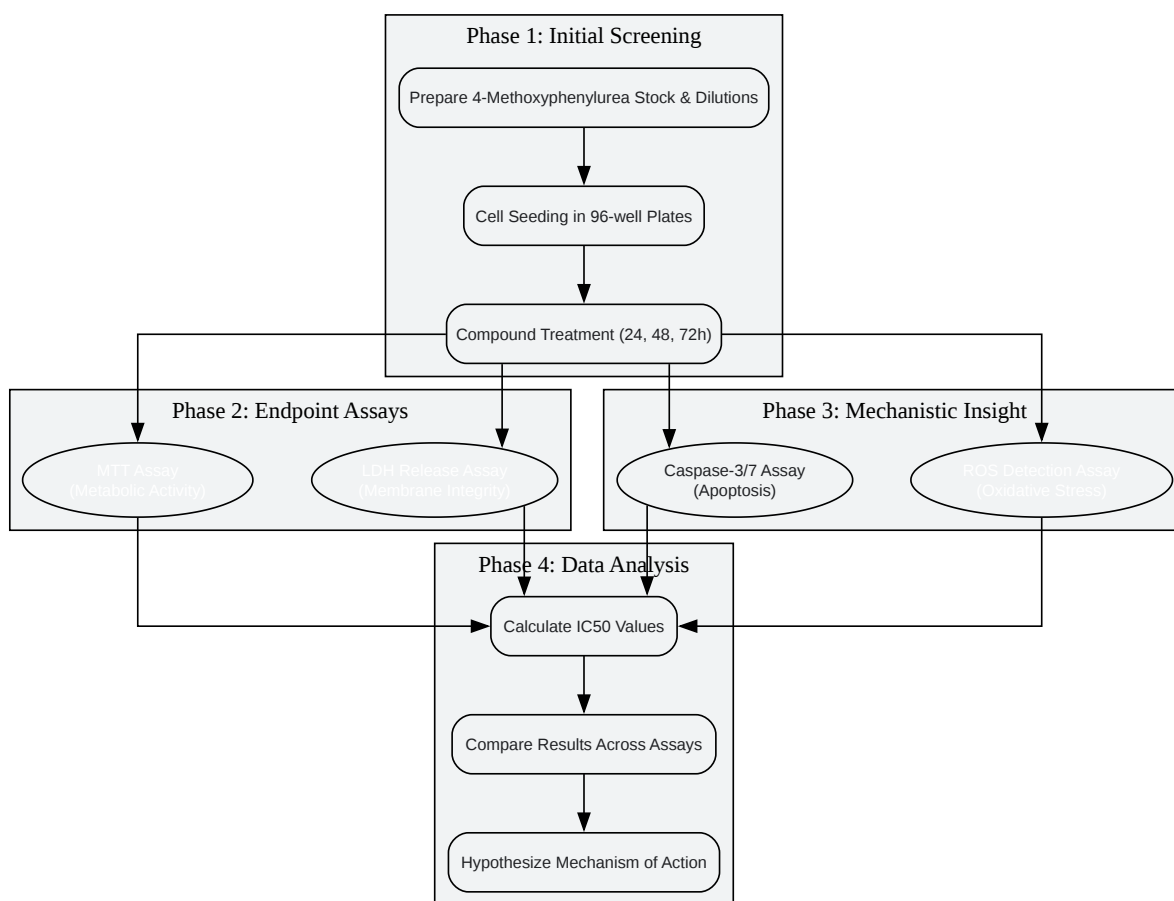 Phase 1: Initial Screening
Prepare 4-Methoxyphenylurea Stock & Dilutions
Cell Seeding in 96-well Plates
Compound Treatment (24, 48, 72h)
Phase 2: Endpoint Assays
MTT Assay
(Metabolic Activity)
LDH Release Assay
(Membrane Integrity)
Phase 3: Mechanistic Insight
Caspase-3/7 Assay
(Apoptosis)
ROS Detection Assay
(Oxidative Stress)
Phase 4: Data Analysis
Calculate IC50 Values
Compare Results Across Assays
Hypothesize Mechanism of Action